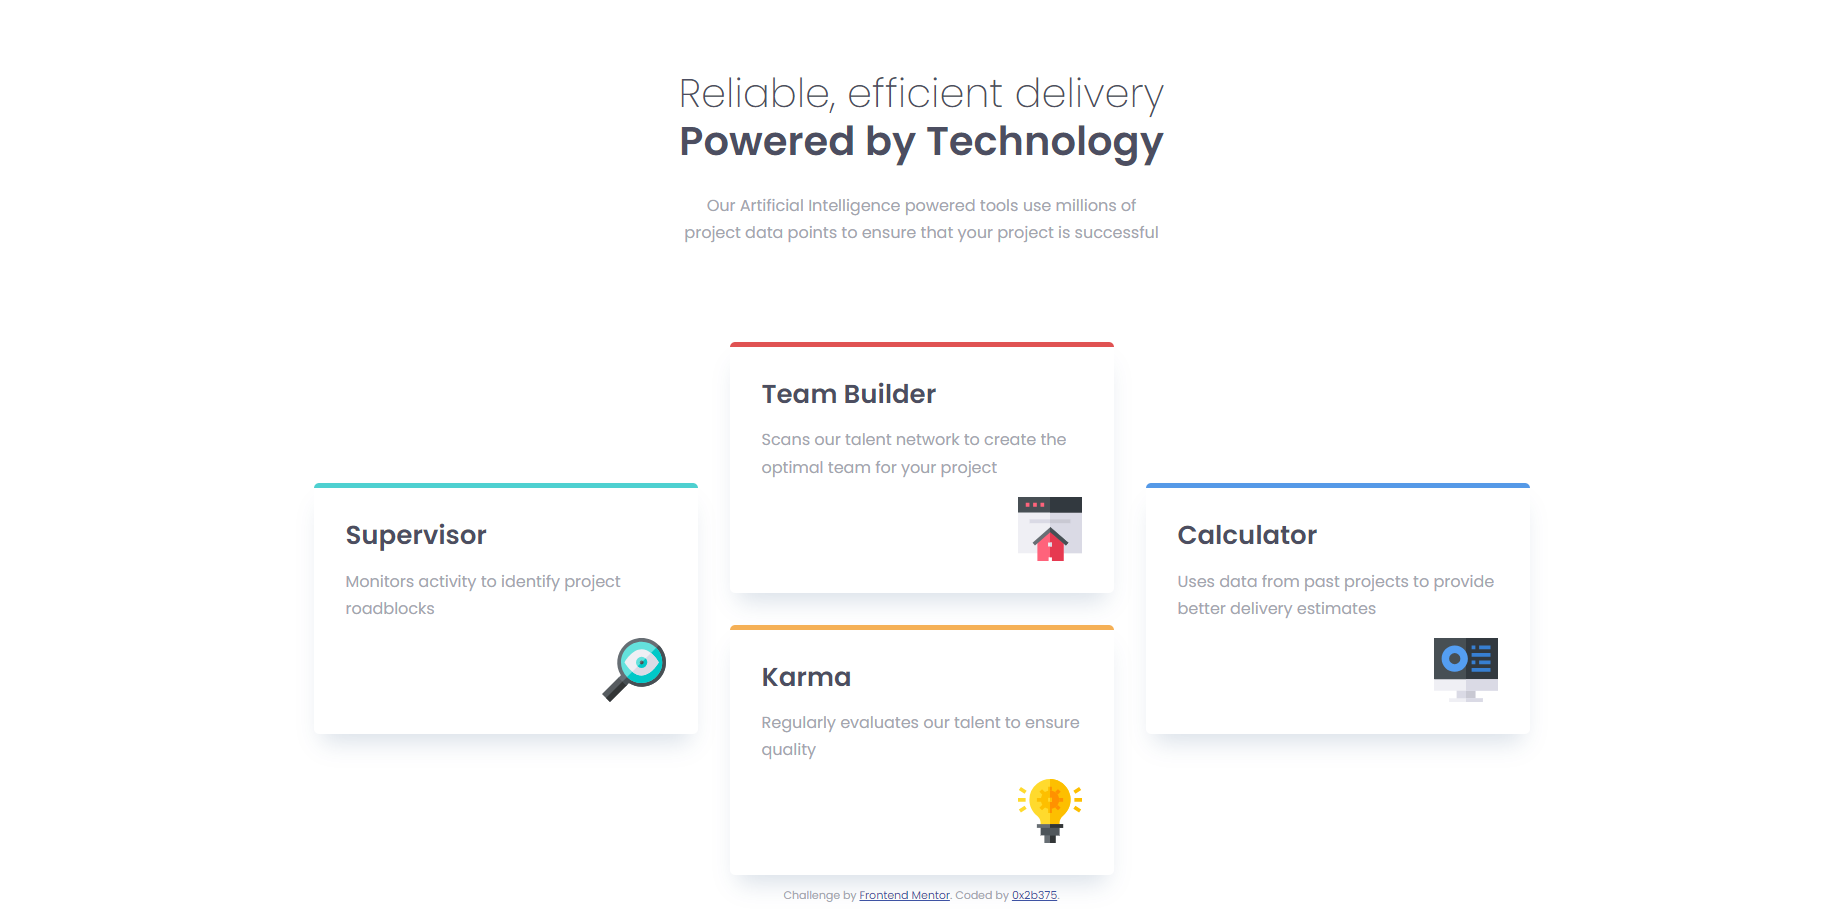 Reliable, efficient delivery
Powered by Technology
Our Artificial Intelligence powered tools use millions of
project data points to ensure that your project is successful
Supervisor
Monitors activity to identify project
roadblocks
Team Builder
Scans our talent network to create the
optimal team for your project
Karma
Regularly evaluates our talent to ensure
quality
Calculator
Uses data from past projects to provide
better delivery estimates
Challenge by Frontend Mentor. Coded by 0x2b375.